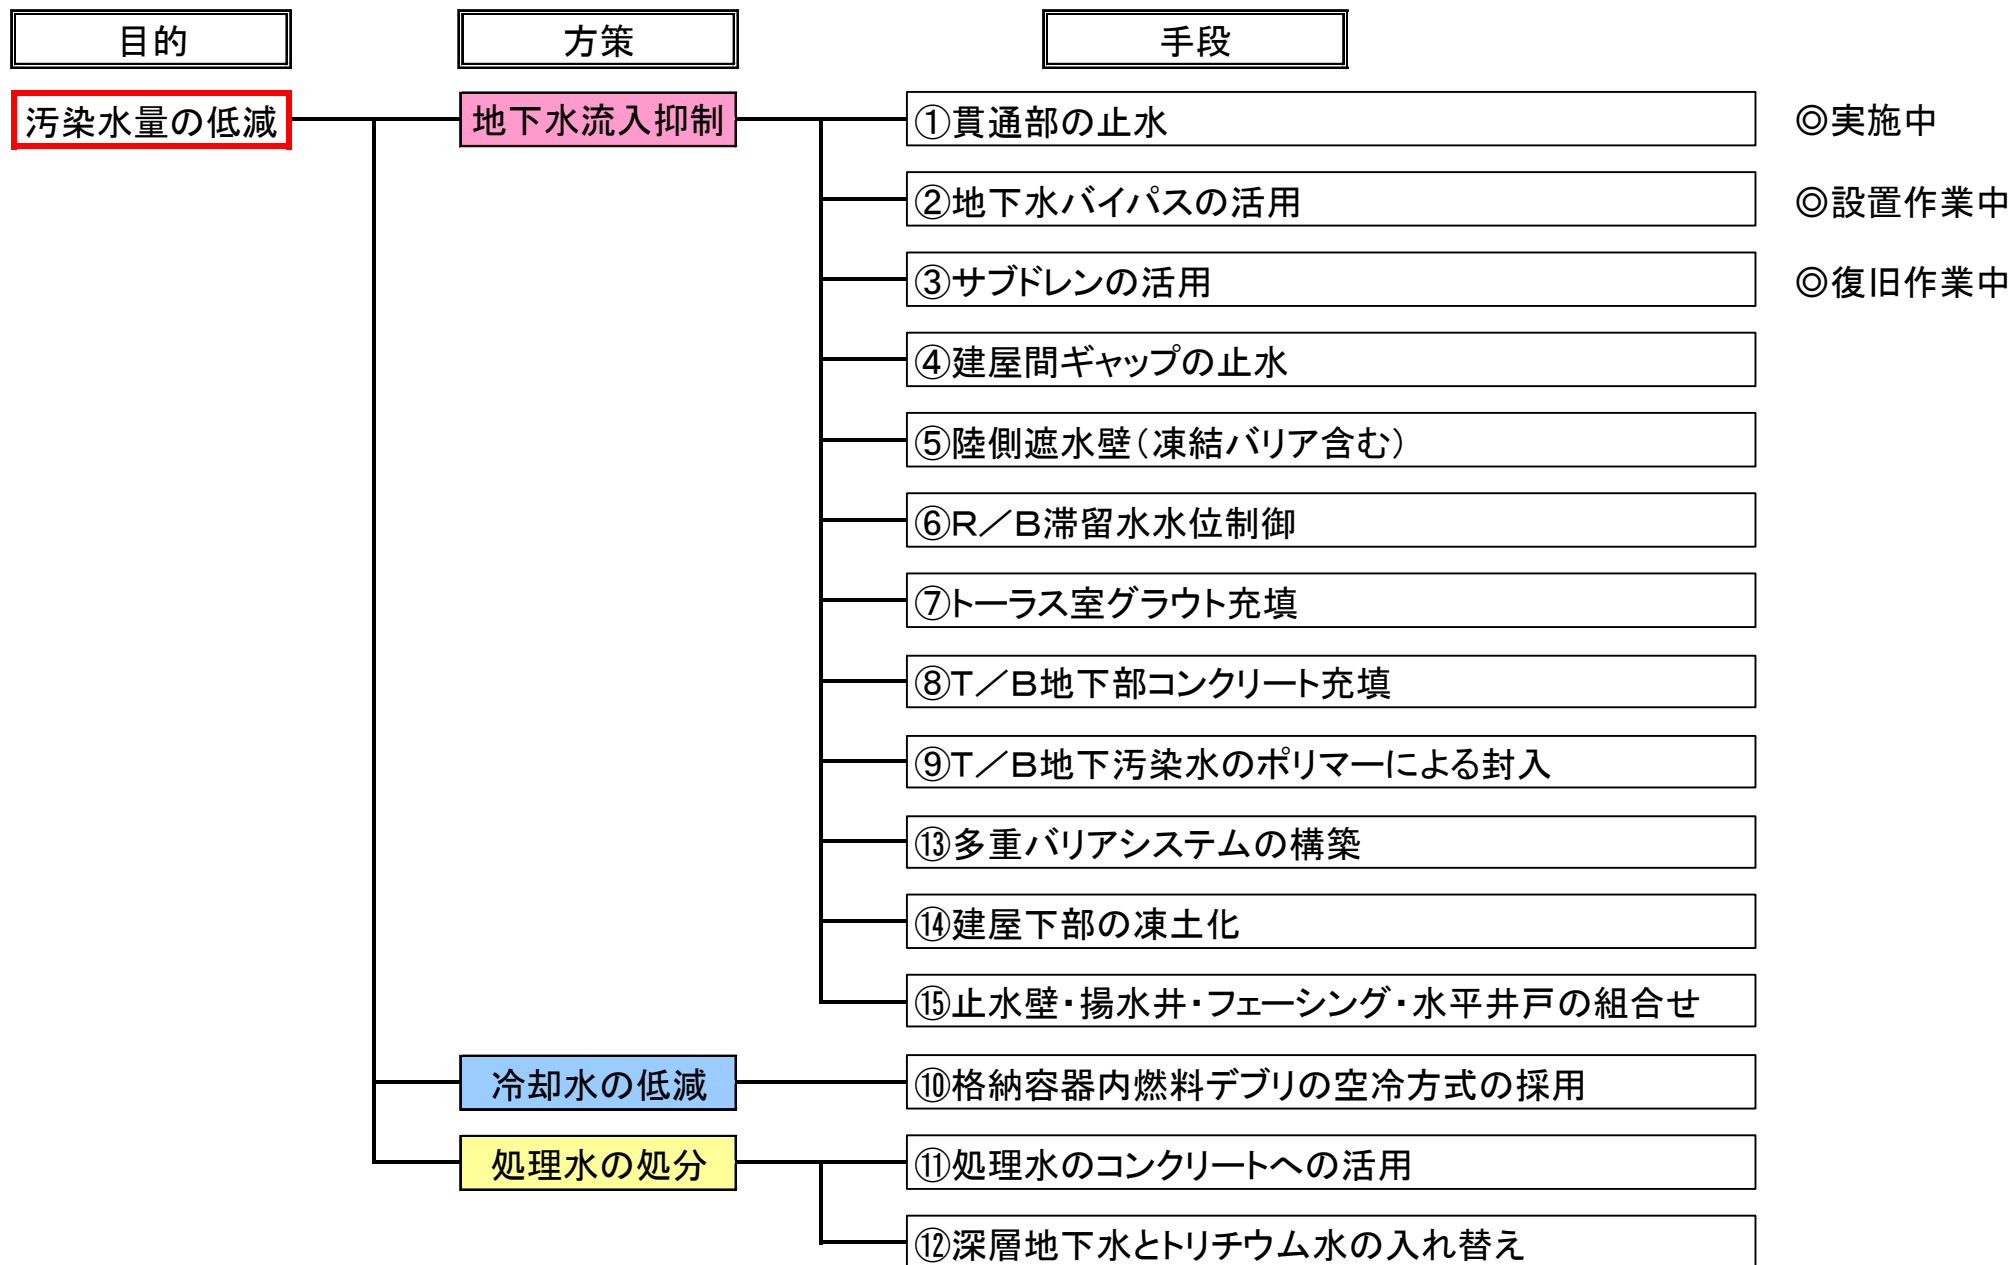 目的
方策
手段
汚染水量の低減
地下水流入抑制
①貫通部の止水
◎実施中
②地下水バイパスの活用
◎設置作業中
③サブドレンの活用
◎復旧作業中
④建屋間ギャップの止水
⑤陸側遮水壁（凍結バリア含む）
⑥R／B滞留水水位制御
⑦トーラス室グラウト充填
⑧T／B地下部コンクリート充填
⑨T／B地下汚染水のポリマーによる封入
⑬多重バリアシステムの構築
⑭建屋下部の凍土化
⑮止水壁・揚水井・フェーシング・水平井戸の組合せ
冷却水の低減
⑩格納容器内燃料デブリの空冷方式の採用
処理水の処分
⑪処理水のコンクリートへの活用
⑫深層地下水とトリチウム水の入れ替え